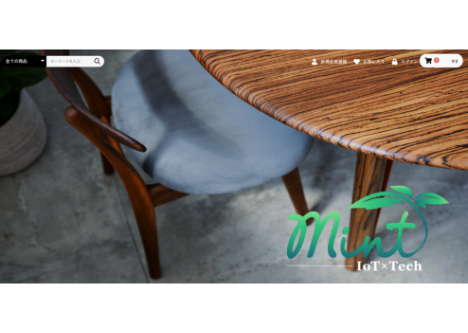 全ての商品
キーワードを入力
新規会員登録
お気に入り
ログイン
0
¥0
Mint
IoT×Tech